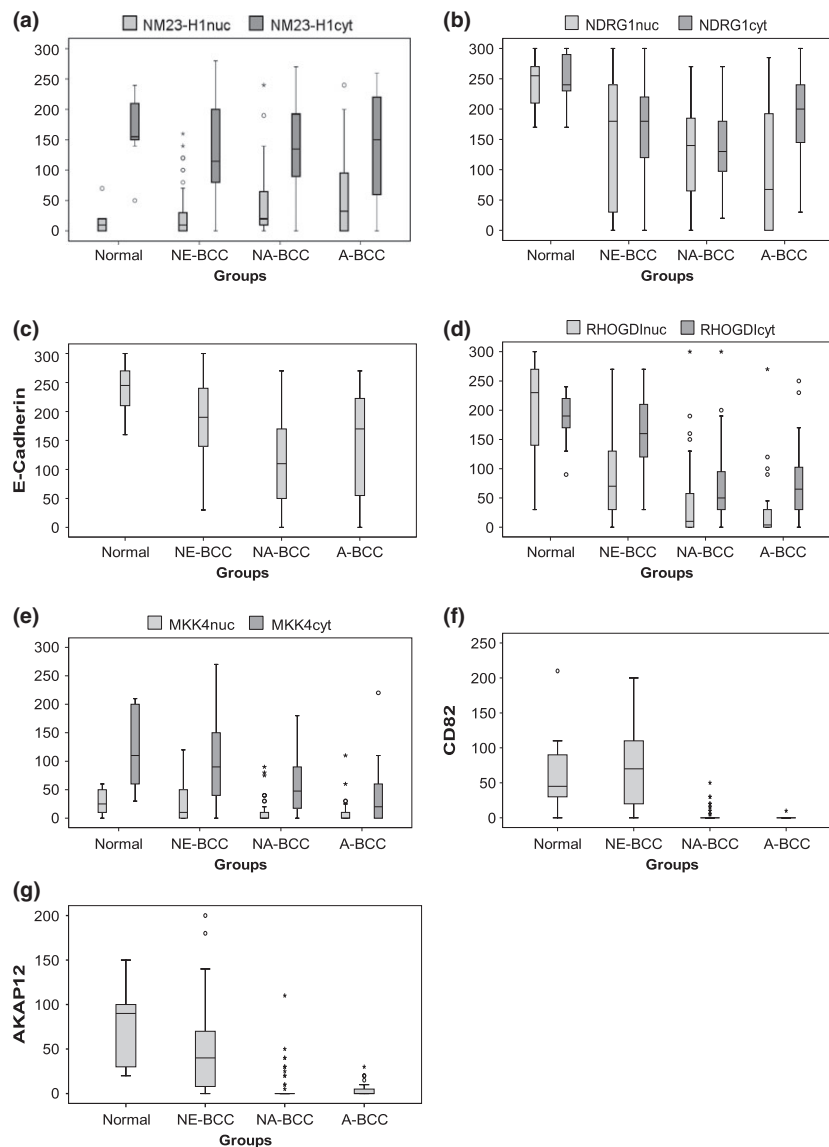 (a)
NM23-H1nuc NM23-H1cyt
300
250
200
150
100
50
0
Normal NE-BCC NA-BCC A-BCC
Groups
(b)
NDRG1nuc NDRG1cyt
300
250
200
150
100
50
0
Normal NE-BCC NA-BCC A-BCC
Groups
(c)
E-Cadherin
300
250
200
150
100
50
0
Normal NE-BCC NA-BCC A-BCC
Groups
(d)
RHOGDInuc RHOGDIcyt
300
250
200
150
100
50
0
Normal NE-BCC NA-BCC A-BCC
Groups
(e)
MKK4nuc MKK4cyt
300
250
200
150
100
50
0
Normal NE-BCC NA-BCC A-BCC
Groups
(f)
CD82
250
200
150
100
50
0
Normal NE-BCC NA-BCC A-BCC
Groups
(g)
AKAP12
200
150
100
50
0
Normal NE-BCC NA-BCC A-BCC
Groups